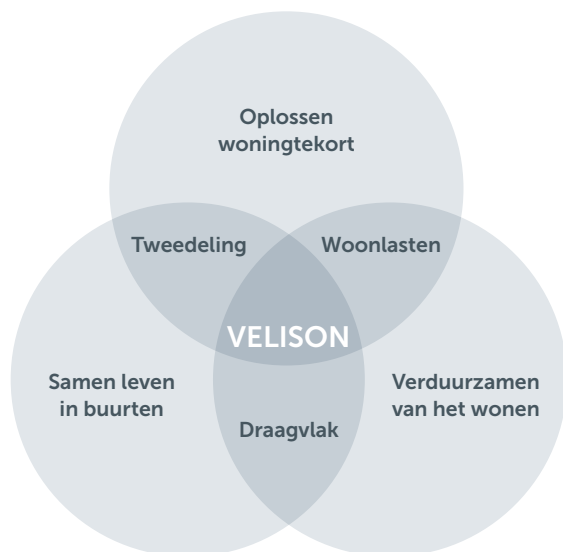 Oplossen
woningtekort
Tweedeling
Woonlasten
VELISON
Samen leven
in buurten
Verduurzamen
van het wonen
Draagvlak